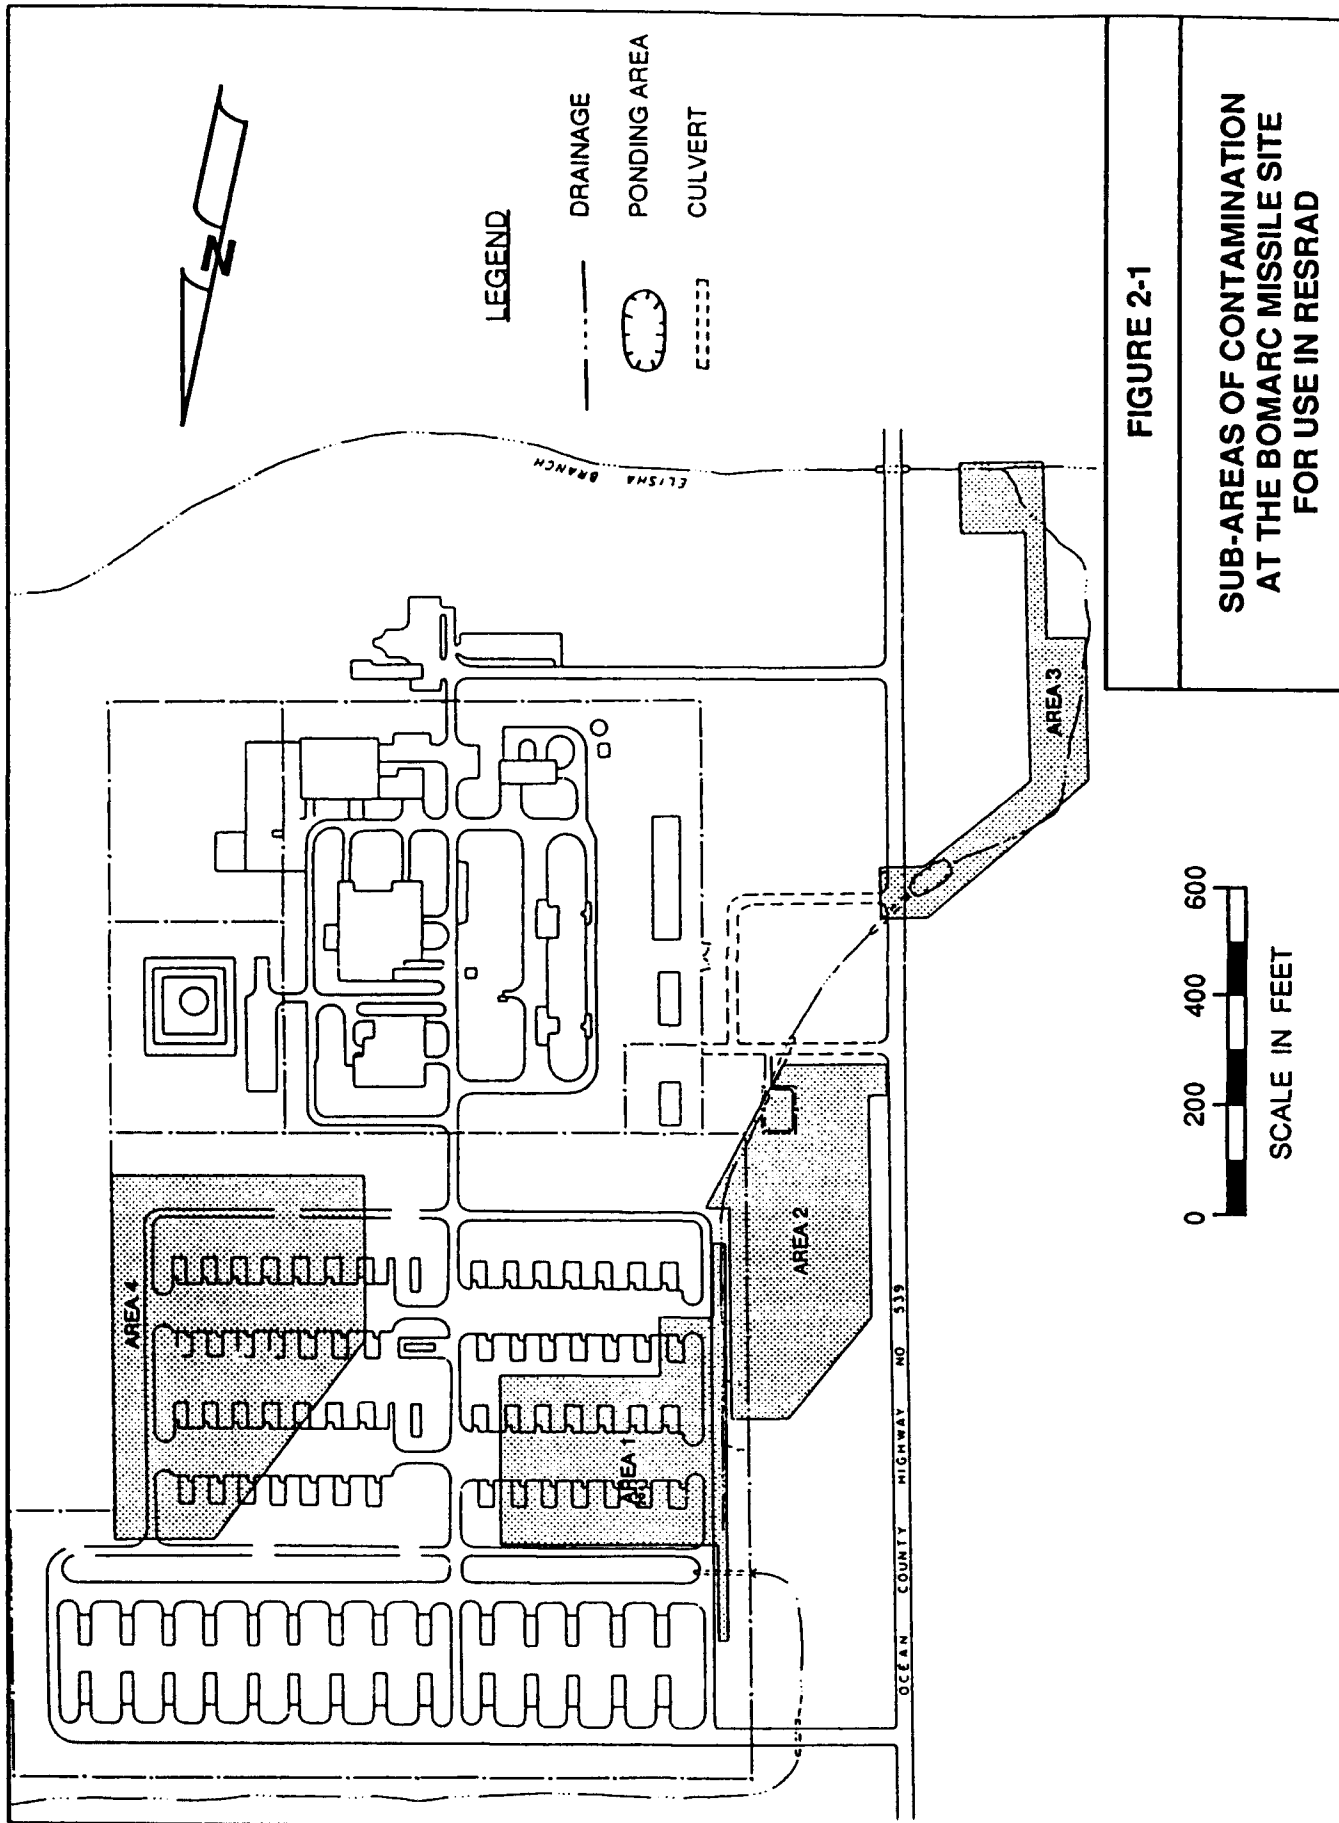 N
LEGEND
DRAINAGE
PONDING AREA
CULVERT
ELISHA
BRANCH
AREA 4
AREA 1
AREA 2
AREA 3
OCEAN COUNTY HIGHWAY NO 539
0 200 400 600
SCALE IN FEET
FIGURE 2-1
SUB-AREAS OF CONTAMINATION
AT THE BOMARC MISSILE SITE
FOR USE IN RESRAD